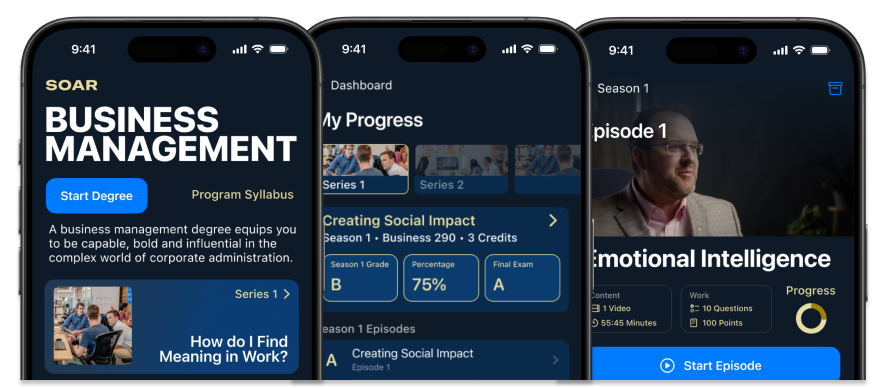 9:41
SOAR
BUSINESS
MANAGEMENT
Start Degree
Program Syllabus
A business management degree equips you
to be capable, bold and influential in the
complex world of corporate administration.
Series 1
How do I Find
Meaning in Work?
9:41
Dashboard
My Progress
Series 1
Series 2
Creating Social Impact
Season 1 • Business 290 • 3 Credits
Season 1 Grade
B
Percentage
75%
Final Exam
A
eason 1 Episodes
A
Creating Social Impact
Episode 1
9:41
Season 1
pisode 1
Emotional Intelligence
Content
1 Video
55:45 Minutes
Work
10 Questions
100 Points
Progress
Start Episode